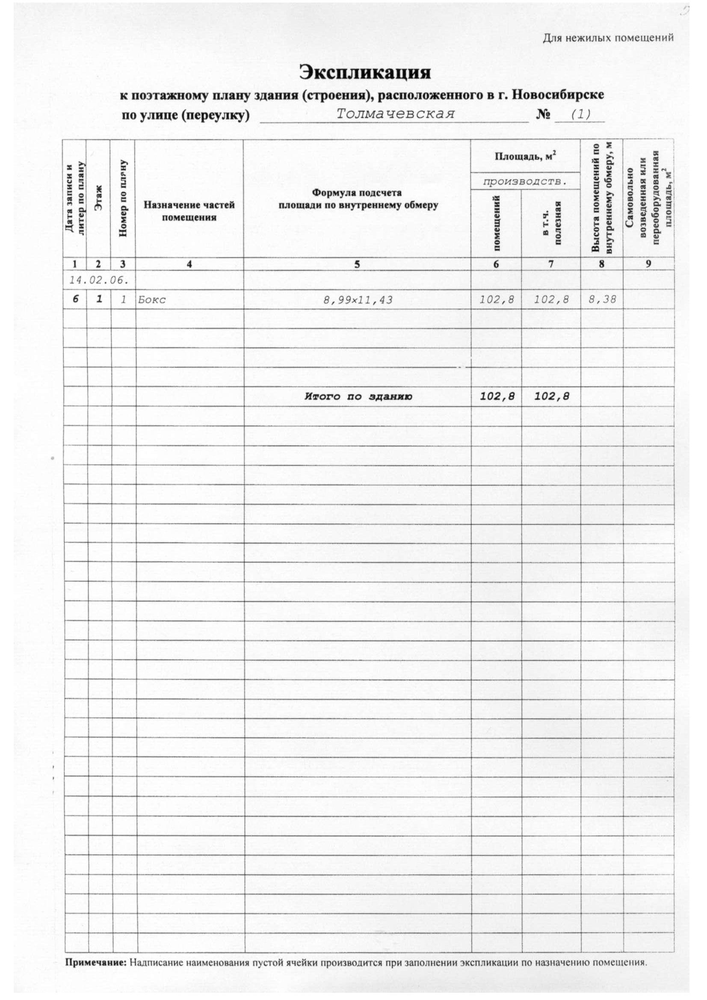 Для нежилых помещений
Экспликация
к поэтажному плану здания (строения), расположенного в г. Новосибирске
по улице (переулку) Толмачевская № (1)
Дата записи и
литер по плану
Этаж
Номер по плану
Назначение частей
помещения
Формула подсчета
площади по внутреннему обмеру
Площадь, м²
производств.
помещений
в т.ч.
полезная
Высота помещений по
внутреннему обмеру, м
Самовольно
возведенная или
переоборудованная
площадь, м²
1 2 3 4 5 6 7 8 9
14.02.06.
6 1 1 Бокс 8,99×11,43 102,8 102,8 8,38
Итого по зданию 102,8 102,8
Примечание: Надписание наименования пустой ячейки производится при заполнении экспликации по назначению помещения.